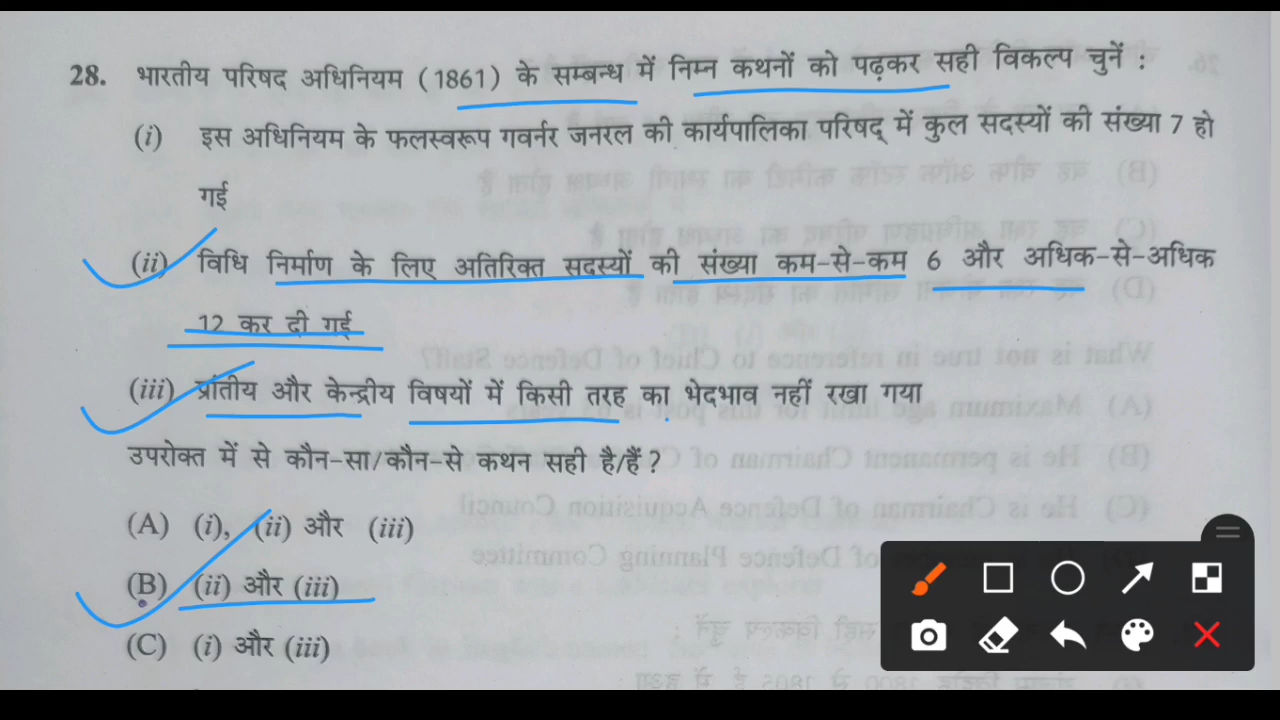 28. भारतीय परिषद अधिनियम (1861) के सम्बन्ध में निम्न कथनों को पढ़कर सही विकल्प चुनें :
(i) इस अधिनियम के फलस्वरूप गवर्नर जनरल की कार्यपालिका परिषद् में कुल सदस्यों की संख्या 7 हो
गई
(ii) विधि निर्माण के लिए अतिरिक्त सदस्यों की संख्या कम-से-कम 6 और अधिक-से-अधिक
12 कर दी गई
(iii) प्रांतीय और केन्द्रीय विषयों में किसी तरह का भेदभाव नहीं रखा गया
उपरोक्त में से कौन-सा/कौन-से कथन सही है/हैं ?
(A) (i), (ii) और (iii)
(B) (ii) और (iii)
(C) (i) और (iii)